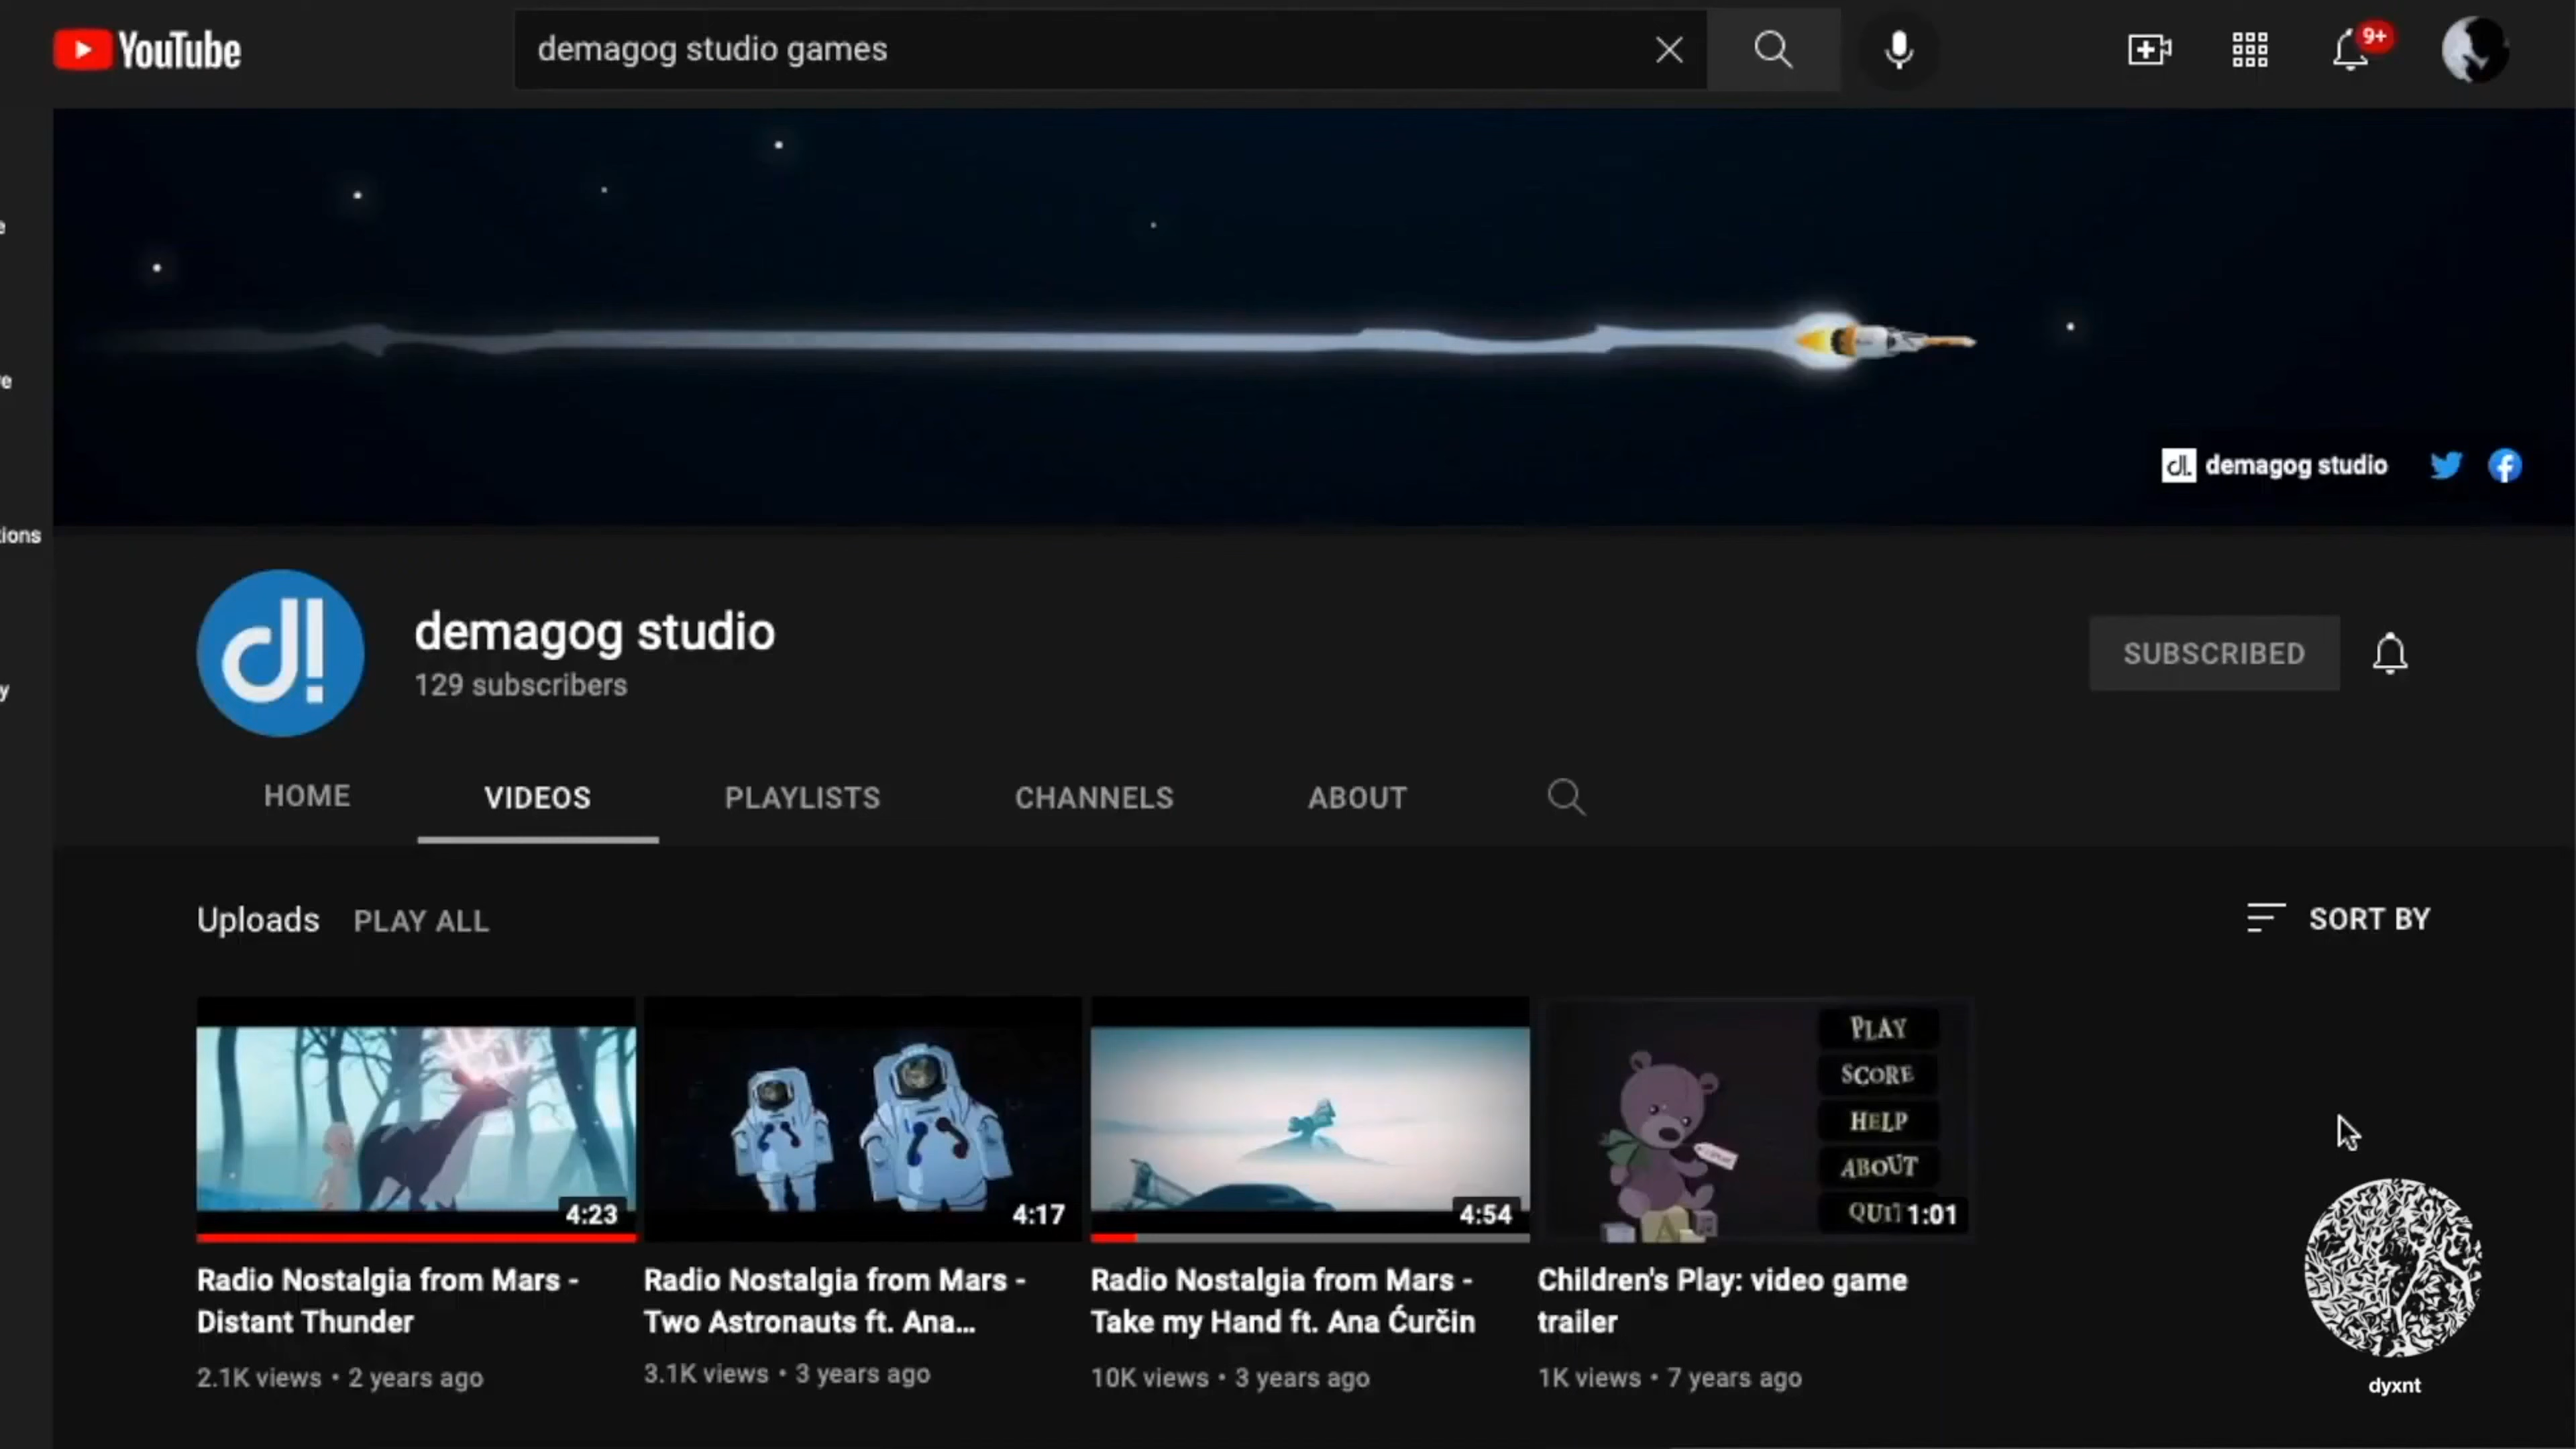 YouTube
demagog studio games
9+
e
re
tions
y
d!. demagog studio
d!
demagog studio
129 subscribers
SUBSCRIBED
HOME VIDEOS PLAYLISTS CHANNELS ABOUT
Uploads PLAY ALL
SORT BY
4:23
4:17
4:54
PLAY
SCORE
HELP
ABOUT
QUIT
1:01
Radio Nostalgia from Mars -
Distant Thunder
2.1K views • 2 years ago
Radio Nostalgia from Mars -
Two Astronauts ft. Ana...
3.1K views • 3 years ago
Radio Nostalgia from Mars -
Take my Hand ft. Ana Ćurčin
10K views • 3 years ago
Children's Play: video game
trailer
1K views • 7 years ago
dyxnt